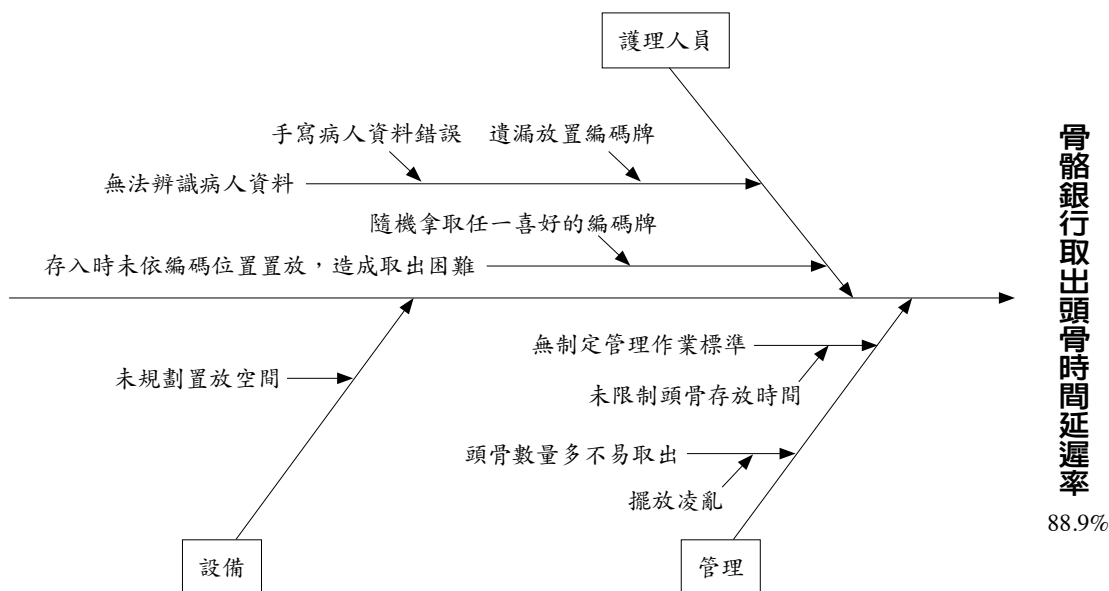 護理人員
手寫病人資料錯誤
遺漏放置編碼牌
無法辨識病人資料
隨機拿取任一喜好的編碼牌
存入時未依編碼位置置放，造成取出困難
無制定管理作業標準
未規劃置放空間
未限制頭骨存放時間
頭骨數量多不易取出
擺放凌亂
設備
管理
骨骼銀行取出頭骨時間延遲率
88.9%